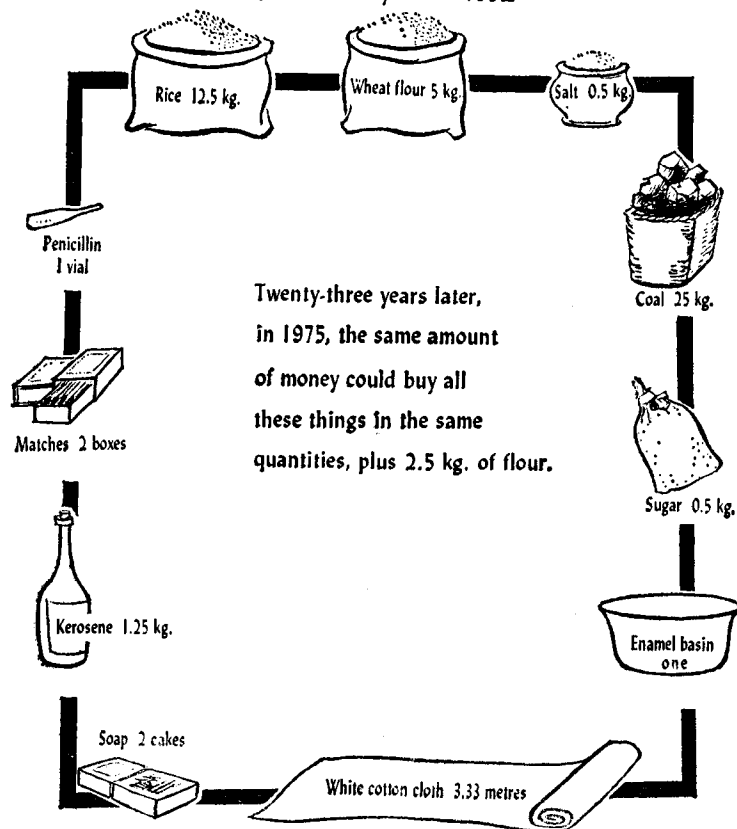 Rice 12.5 kg.
Wheat flour 5 kg.
Salt 0.5 kg.
Penicillin
1 vial
Coal 25 kg.
Twenty-three years later,
in 1975, the same amount
of money could buy all
these things in the same
quantities, plus 2.5 kg. of flour.
Matches 2 boxes
Sugar 0.5 kg.
Kerosene 1.25 kg.
Enamel basin
one
Soap 2 cakes
White cotton cloth 3.33 metres